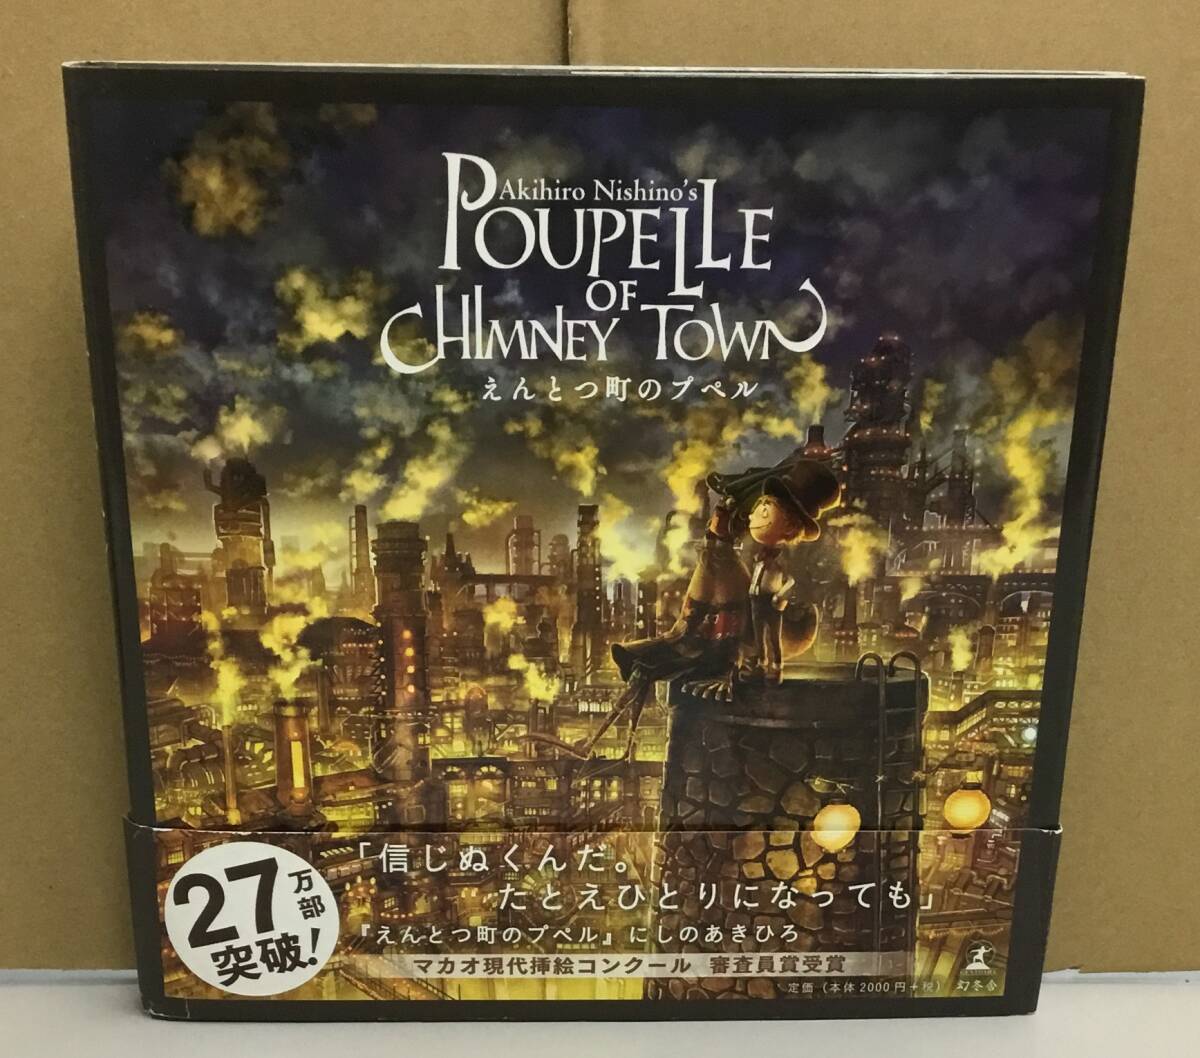 Akihiro Nishino's
POUPELLE
OF
CHIMNEY TOWN
えんとつ町のプペル
27万部
突破!
「信じぬくんだ。
たとえひとりになっても」
『えんとつ町のプペル』にしのあきひろ
マカオ現代挿絵コンクール 審査員賞受賞
定価（本体2000円+税）
GENTOSHA
幻冬舎